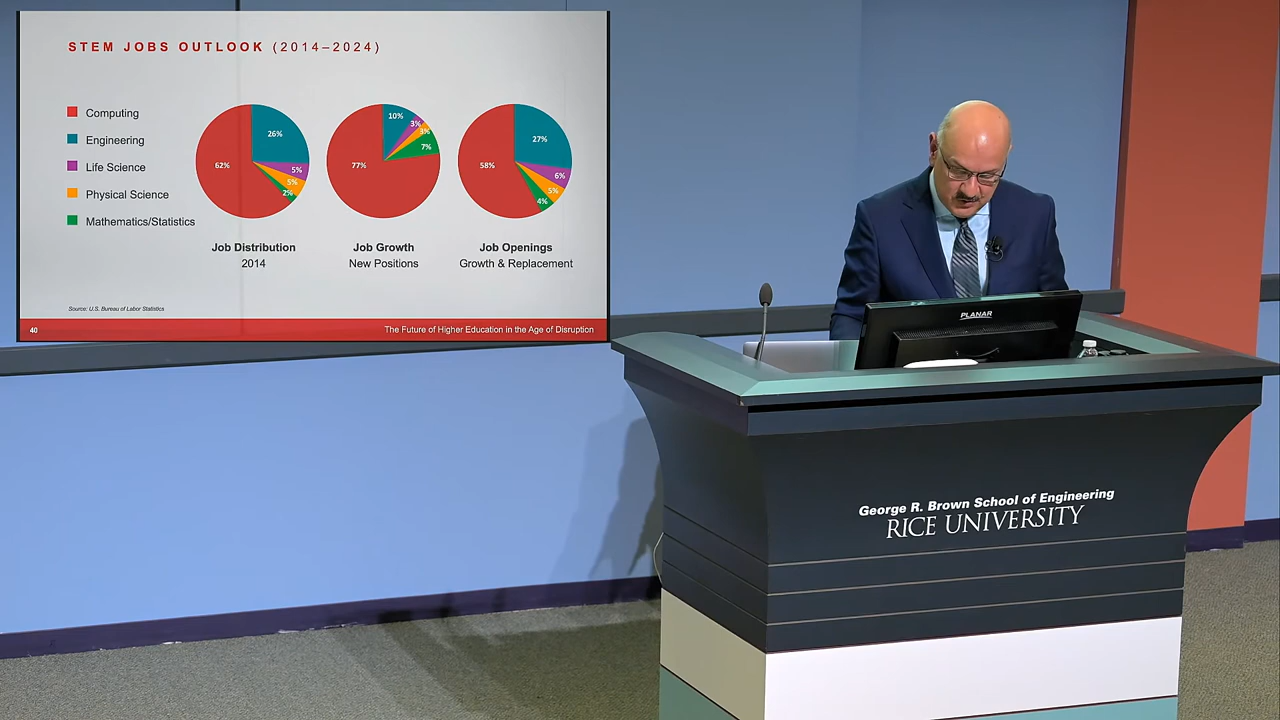 STEM JOBS OUTLOOK (2014–2024)
Computing
Engineering
Life Science
Physical Science
Mathematics/Statistics
62%
26%
5%
5%
2%
Job Distribution
2014
77%
10%
3%
3%
7%
Job Growth
New Positions
58%
27%
6%
5%
4%
Job Openings
Growth & Replacement
Source: U.S. Bureau of Labor Statistics
40
The Future of Higher Education in the Age of Disruption
PLANAR
George R. Brown School of Engineering
RICE UNIVERSITY